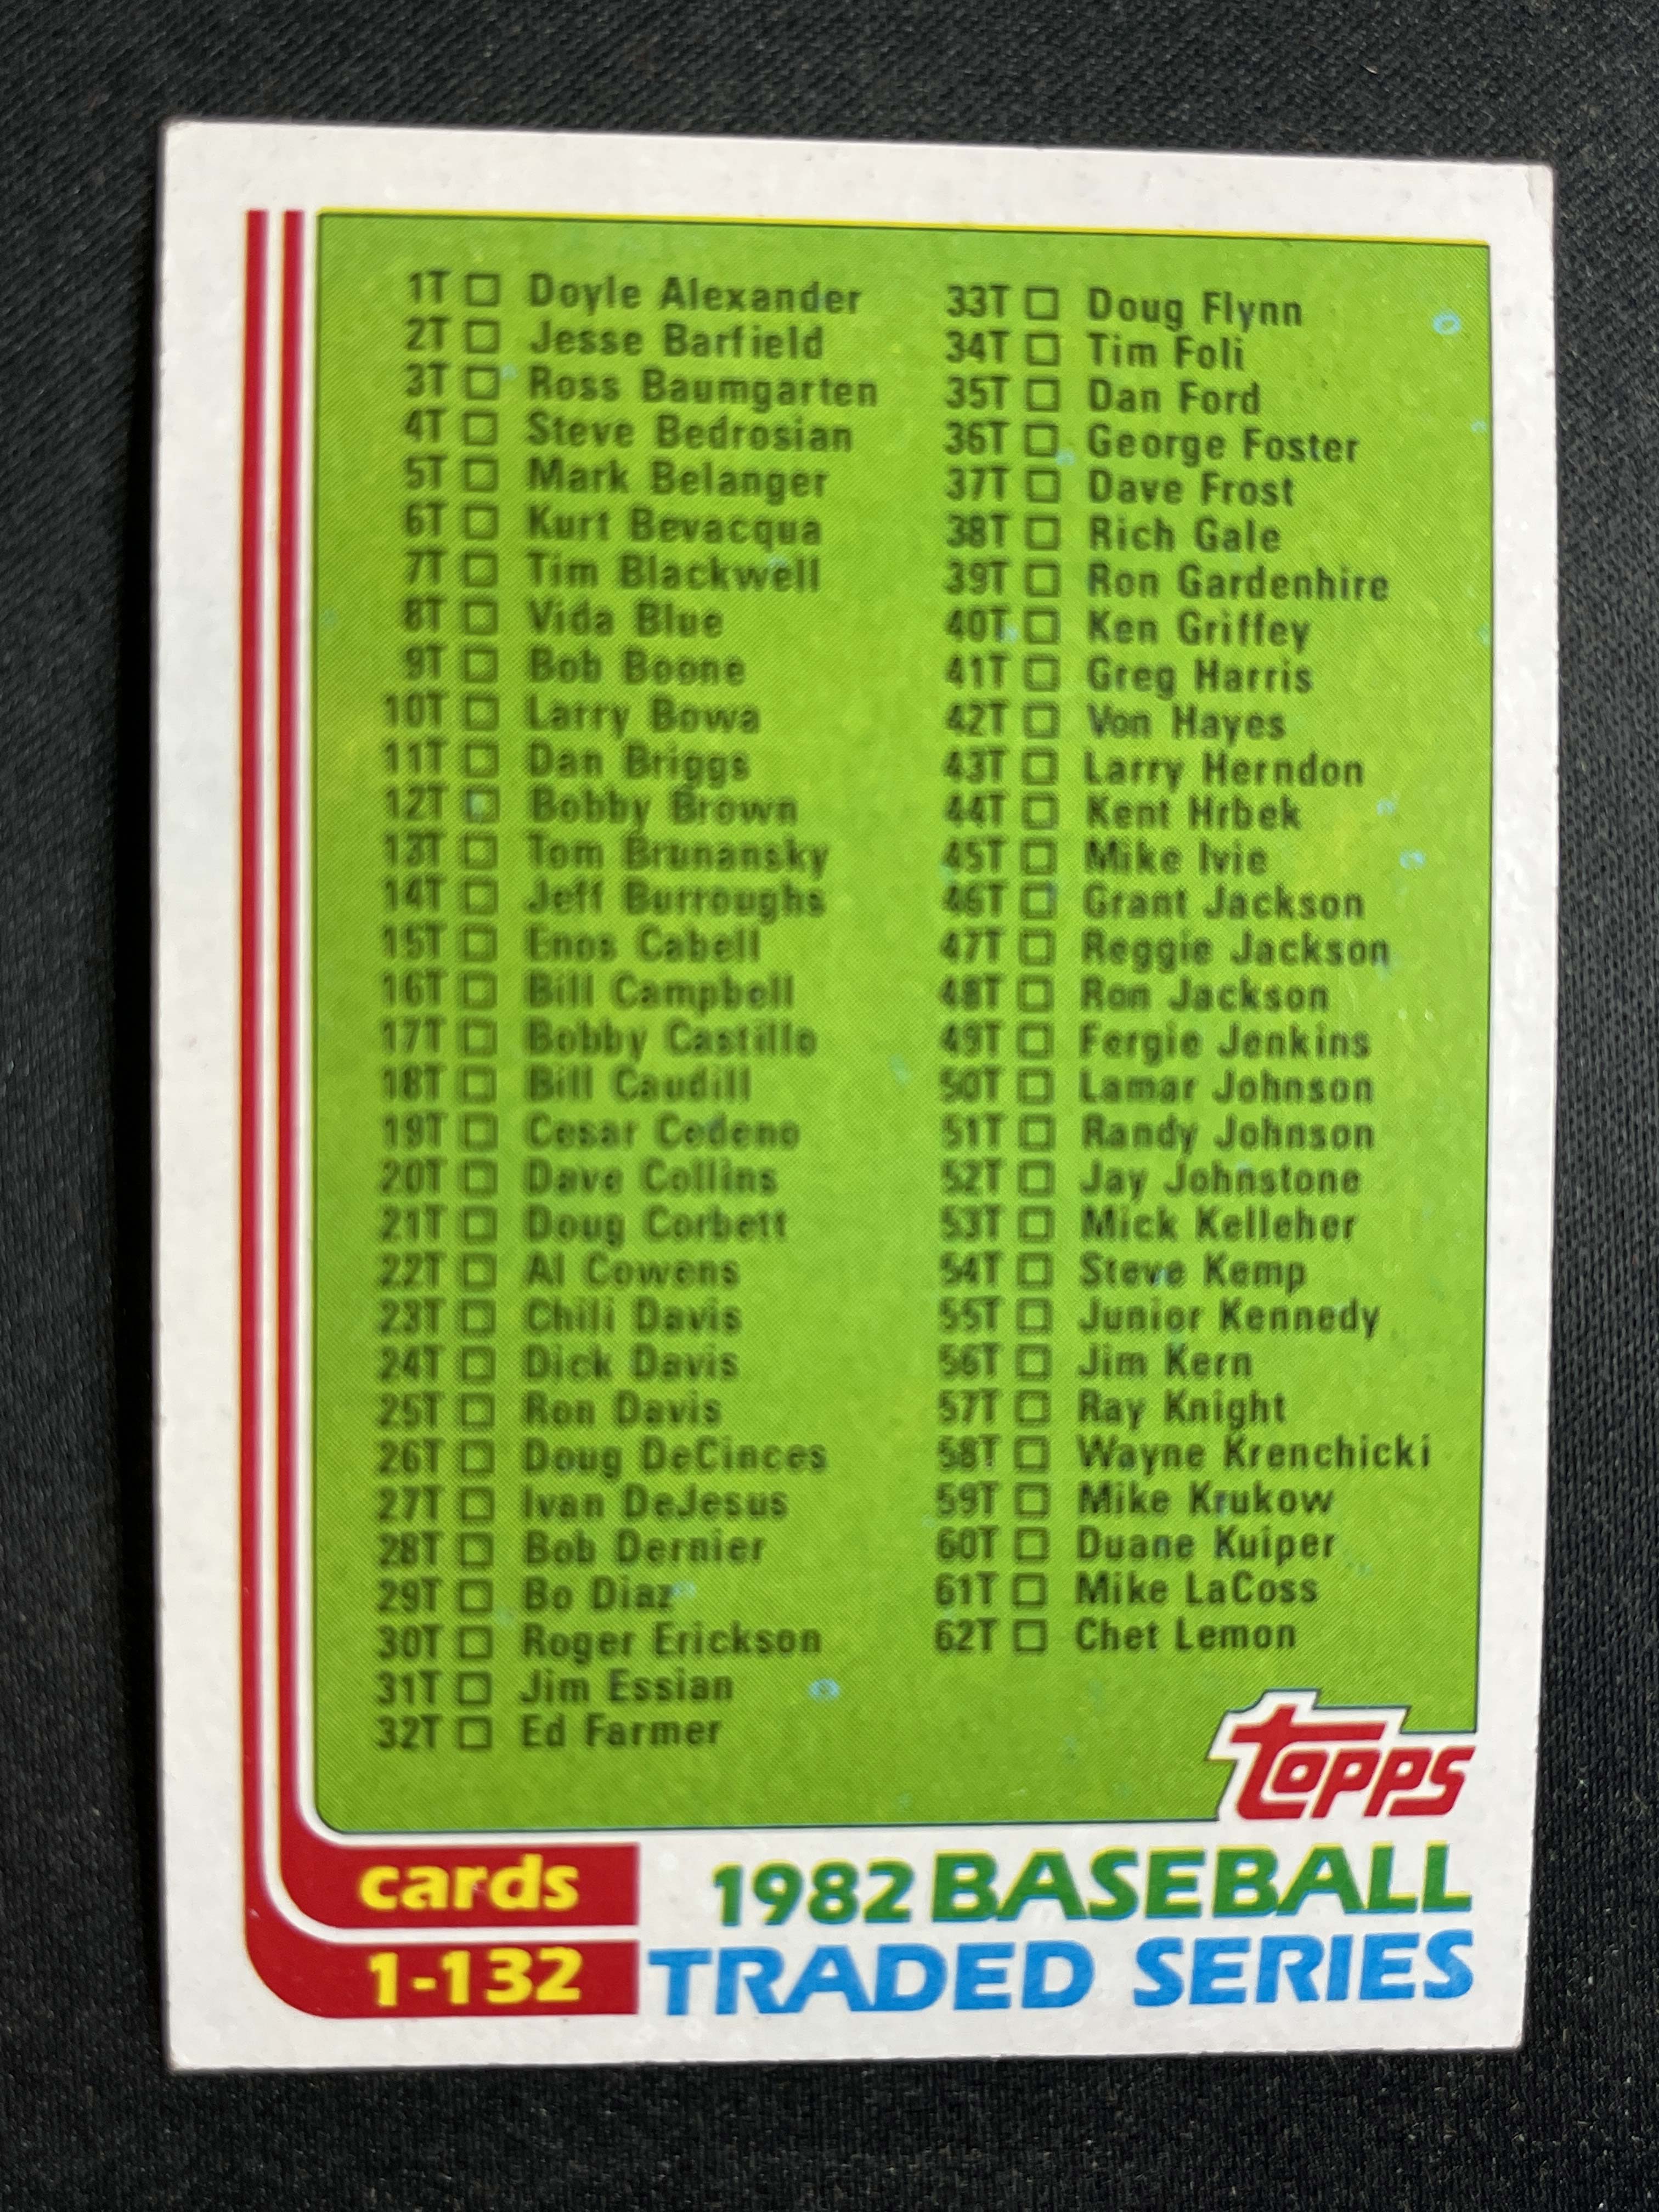 1T Doyle Alexander
2T Jesse Barfield
3T Ross Baumgarten
4T Steve Bedrosian
5T Mark Belanger
6T Kurt Bevacqua
7T Tim Blackwell
8T Vida Blue
9T Bob Boone
10T Larry Bowa
11T Dan Briggs
12T Bobby Brown
13T Tom Brunansky
14T Jeff Burroughs
15T Enos Cabell
16T Bill Campbell
17T Bobby Castillo
18T Bill Caudill
19T Cesar Cedeno
20T Dave Collins
21T Doug Corbett
22T Al Cowens
23T Chili Davis
24T Dick Davis
25T Ron Davis
26T Doug DeCinces
27T Ivan DeJesus
28T Bob Dernier
29T Bo Diaz
30T Roger Erickson
31T Jim Essian
32T Ed Farmer
33T Doug Flynn
34T Tim Foli
35T Dan Ford
36T George Foster
37T Dave Frost
38T Rich Gale
39T Ron Gardenhire
40T Ken Griffey
41T Greg Harris
42T Von Hayes
43T Larry Herndon
44T Kent Hrbek
45T Mike Ivie
46T Grant Jackson
47T Reggie Jackson
48T Ron Jackson
49T Fergie Jenkins
50T Lamar Johnson
51T Randy Johnson
52T Jay Johnstone
53T Mick Kelleher
54T Steve Kemp
55T Junior Kennedy
56T Jim Kern
57T Ray Knight
58T Wayne Krenchicki
59T Mike Krukow
60T Duane Kuiper
61T Mike LaCoss
62T Chet Lemon
Topps
cards
1-132
1982 BASEBALL
TRADED SERIES